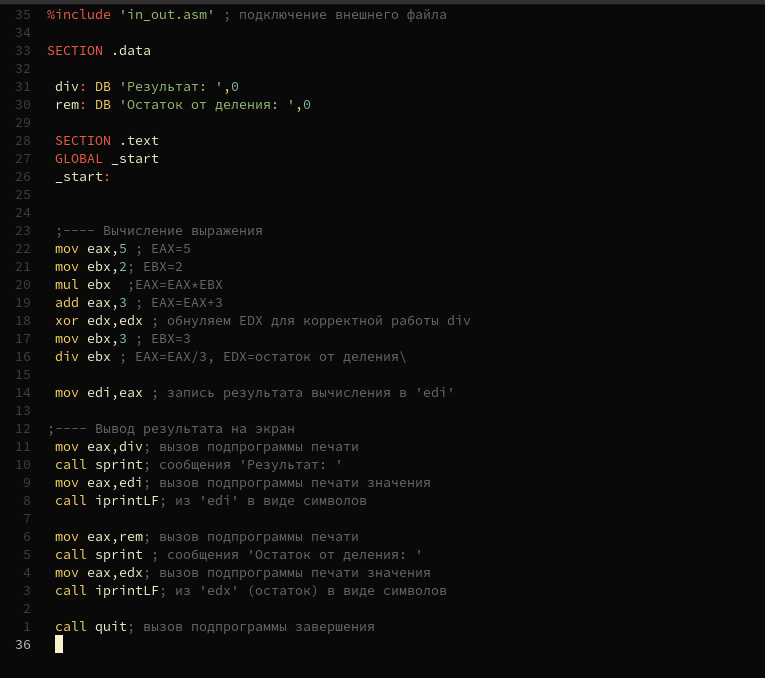 35 %include 'in_out.asm' ; подключение внешнего файла
34
33 SECTION .data
32
31  div: DB 'Результат: ',0
30  rem: DB 'Остаток от деления: ',0
29
28  SECTION .text
27  GLOBAL _start
26  _start:
25
24
23  ;---- Вычисление выражения
22  mov eax,5 ; EAX=5
21  mov ebx,2; EBX=2
20  mul ebx  ;EAX=EAX*EBX
19  add eax,3 ; EAX=EAX+3
18  xor edx,edx ; обнуляем EDX для корректной работы div
17  mov ebx,3 ; EBX=3
16  div ebx ; EAX=EAX/3, EDX=остаток от деления\
15
14  mov edi,eax ; запись результата вычисления в 'edi'
13
12 ;---- Вывод результата на экран
11  mov eax,div; вызов подпрограммы печати
10  call sprint; сообщения 'Результат: '
9  mov eax,edi; вызов подпрограммы печати значения
8  call iprintLF; из 'edi' в виде символов
7
6  mov eax,rem; вызов подпрограммы печати
5  call sprint ; сообщения 'Остаток от деления: '
4  mov eax,edx; вызов подпрограммы печати значения
3  call iprintLF; из 'edx' (остаток) в виде символов
2
1  call quit; вызов подпрограммы завершения
36